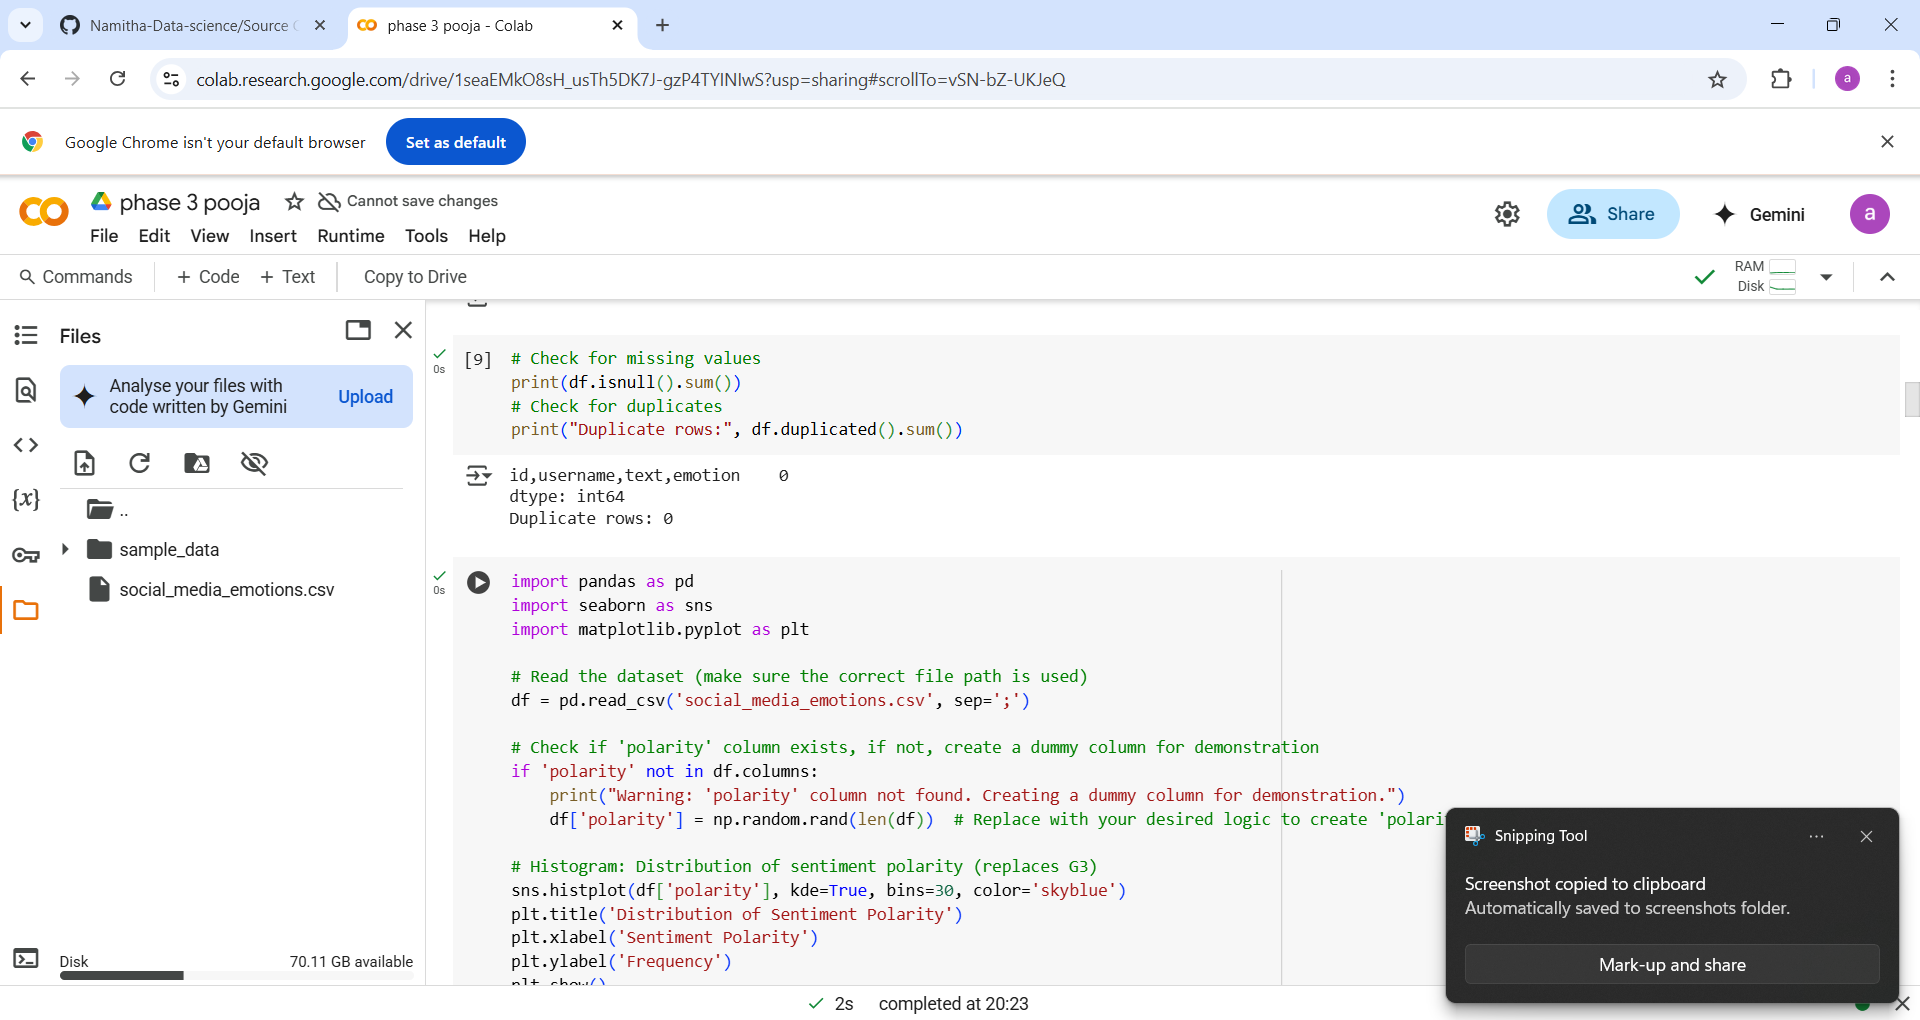 Namitha-Data-science/Source C
phase 3 pooja - Colab
colab.research.google.com/drive/1seaEMkO8sH_usTh5DK7J-gzP4TYINIwS?usp=sharing#scrollTo=vSN-bZ-UKJeQ
a
Google Chrome isn't your default browser
Set as default
phase 3 pooja
Cannot save changes
File Edit View Insert Runtime Tools Help
Share
Gemini
a
Commands
+ Code + Text
Copy to Drive
RAM
Disk
Files
Analyse your files with
code written by Gemini
Upload
..
sample_data
social_media_emotions.csv
Disk
70.11 GB available
0s
[9]
# Check for missing values
print(df.isnull().sum())
# Check for duplicates
print("Duplicate rows:", df.duplicated().sum())
id,username,text,emotion    0
dtype: int64
Duplicate rows: 0
0s
import pandas as pd
import seaborn as sns
import matplotlib.pyplot as plt
# Read the dataset (make sure the correct file path is used)
df = pd.read_csv('social_media_emotions.csv', sep=';')
# Check if 'polarity' column exists, if not, create a dummy column for demonstration
if 'polarity' not in df.columns:
    print("Warning: 'polarity' column not found. Creating a dummy column for demonstration.")
    df['polarity'] = np.random.rand(len(df))  # Replace with your desired logic to create 'polari
# Histogram: Distribution of sentiment polarity (replaces G3)
sns.histplot(df['polarity'], kde=True, bins=30, color='skyblue')
plt.title('Distribution of Sentiment Polarity')
plt.xlabel('Sentiment Polarity')
plt.ylabel('Frequency')
plt.show()
2s completed at 20:23
Snipping Tool
Screenshot copied to clipboard
Automatically saved to screenshots folder.
Mark-up and share